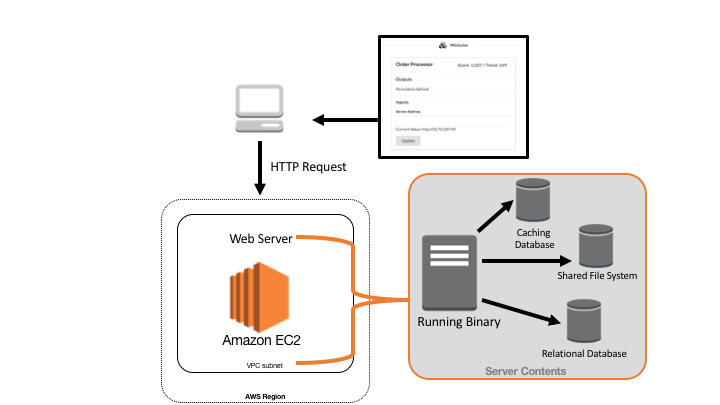 Modules
Order Processor
Outputs
No outputs defined
Inputs
Server Address
Update
HTTP Request
Web Server
Amazon EC2
VPC subnet
AWS Region
Caching
Database
Shared File System
Running Binary
Relational Database
Server Contents